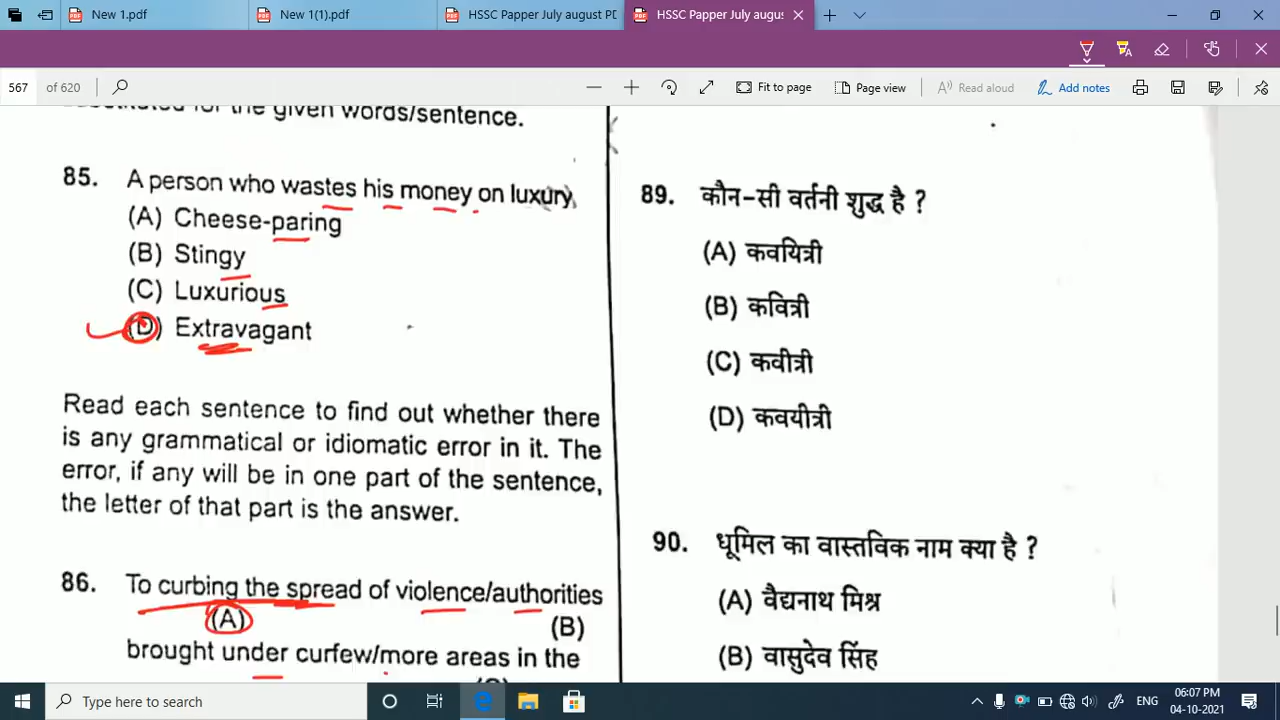 New 1.pdf
New 1(1).pdf
HSSC Papper July august PD
HSSC Papper July augus
567 of 620
Fit to page
Page view
Read aloud
Add notes
substituted for the given words/sentence.
85. A person who wastes his money on luxury
(A) Cheese-paring
(B) Stingy
(C) Luxurious
(D) Extravagant
Read each sentence to find out whether there
is any grammatical or idiomatic error in it. The
error, if any will be in one part of the sentence,
the letter of that part is the answer.
86. To curbing the spread of violence/authorities
(A) (B)
brought under curfew/more areas in the
89. कौन-सी वर्तनी शुद्ध है ?
(A) कवयित्री
(B) कवित्री
(C) कवीत्री
(D) कवयीत्री
90. धूमिल का वास्तविक नाम क्या है ?
(A) वैद्यनाथ मिश्र
(B) वासुदेव सिंह
Type here to search
ENG
06:07 PM
04-10-2021